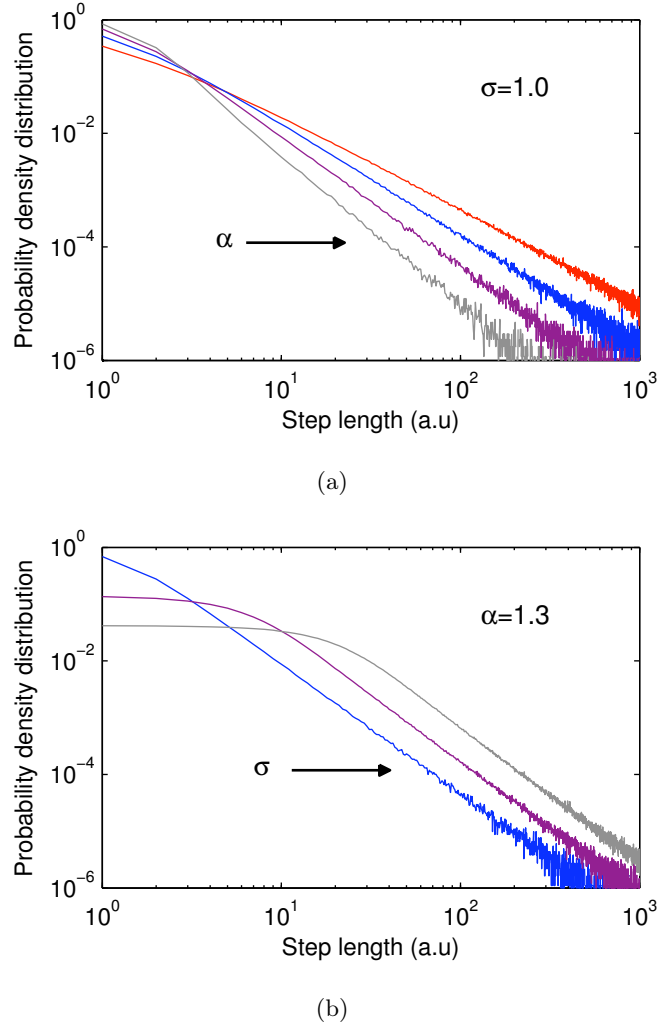 10^0
10^-2
10^-4
10^-6
Probability density distribution
σ=1.0
α
10^0 10^1 10^2 10^3
Step length (a.u)
(a)
10^0
10^-2
10^-4
10^-6
Probability density distribution
α=1.3
σ
10^0 10^1 10^2 10^3
Step length (a.u)
(b)